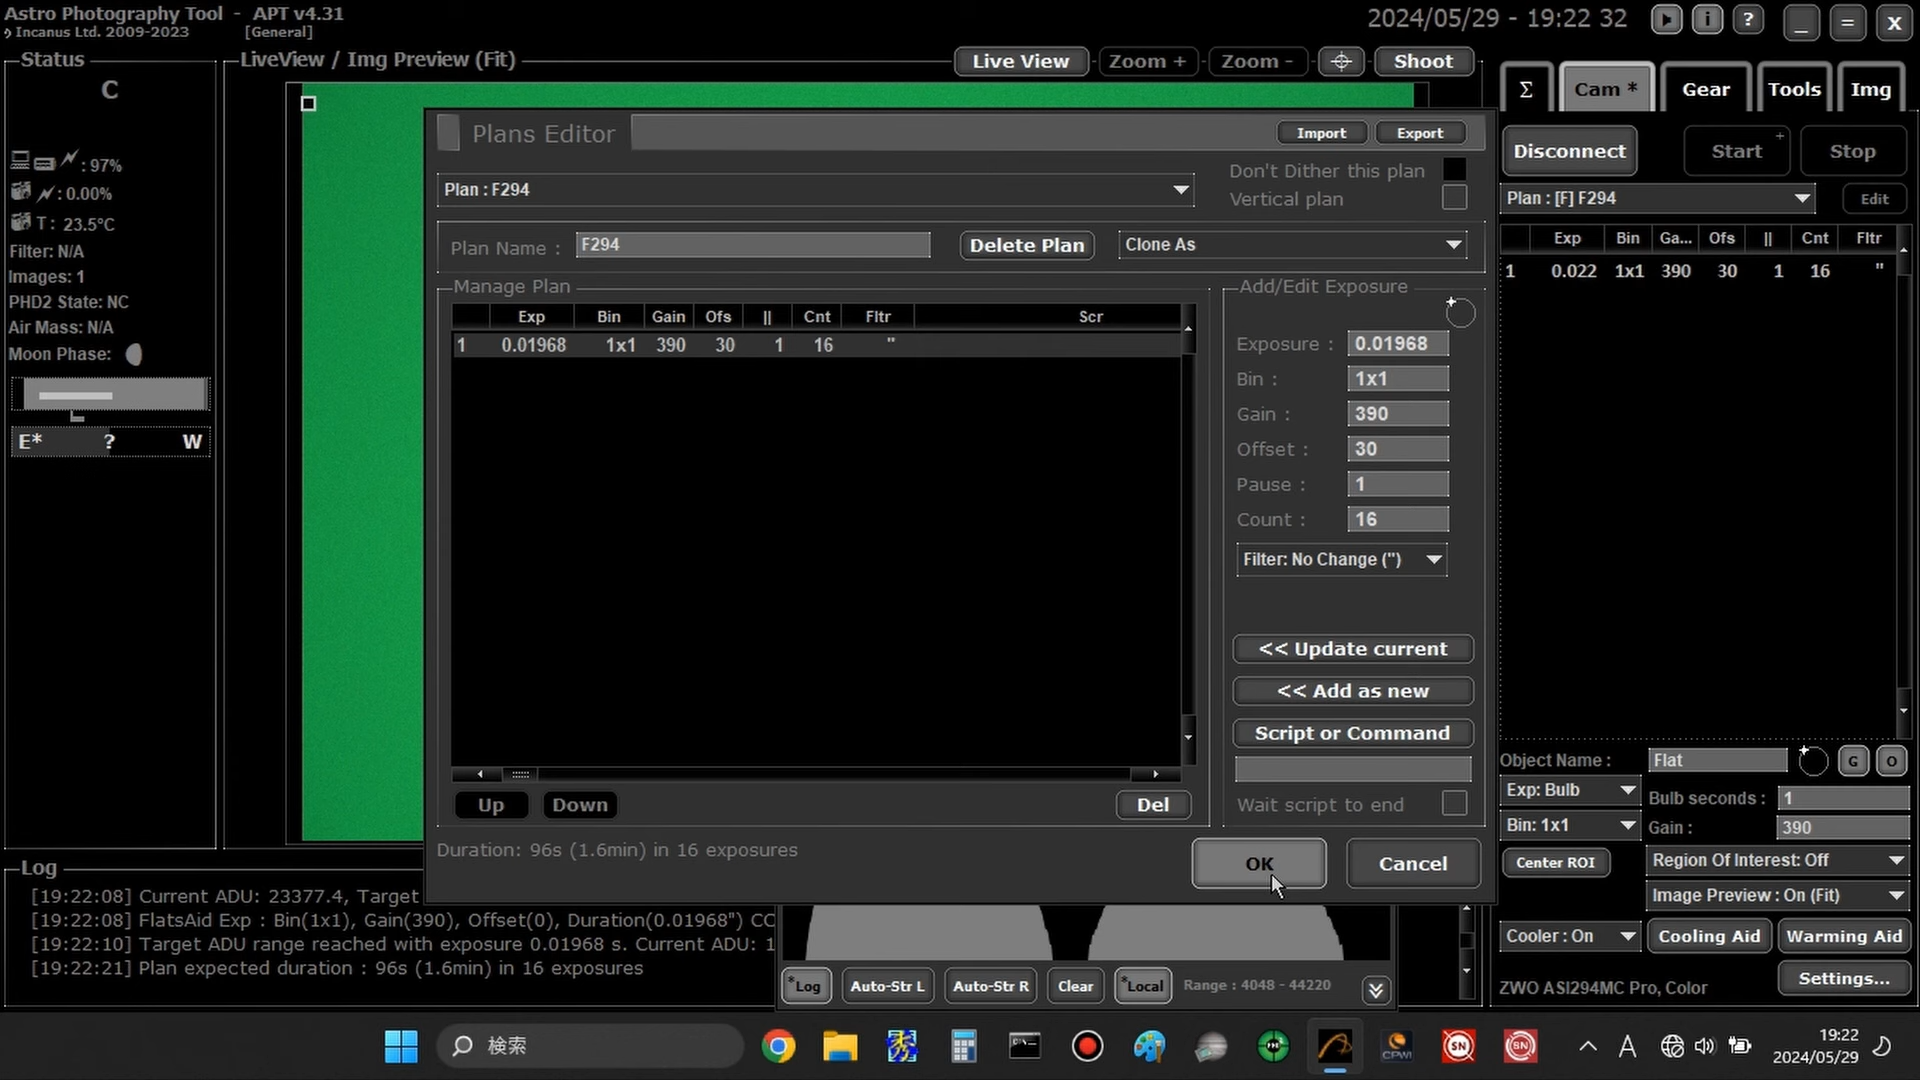 Astro Photography Tool - APT v4.31
Incanus Ltd. 2009-2023 [General]
2024/05/29 - 19:22 32
i ? _ = X
Status
LiveView / Img Preview (Fit)
Live View Zoom + Zoom - Shoot
Σ Cam * Gear Tools Img
C
: 97%
: 0.00%
T : 23.5°C
Filter: N/A
Images: 1
PHD2 State: NC
Air Mass: N/A
Moon Phase:
E* ? W
Plans Editor
Import Export
Plan : F294
Don't Dither this plan
Vertical plan
Plan Name : F294 Delete Plan Clone As
Manage Plan
Exp Bin Gain Ofs || Cnt Fltr Scr
1 0.01968 1x1 390 30 1 16 "
Up Down Del
Duration: 96s (1.6min) in 16 exposures
Add/Edit Exposure
Exposure : 0.01968
Bin : 1x1
Gain : 390
Offset : 30
Pause : 1
Count : 16
Filter: No Change (")
<< Update current
<< Add as new
Script or Command
Wait script to end
OK Cancel
Disconnect Start + Stop
Plan : [F] F294 Edit
Exp Bin Ga... Ofs || Cnt Fltr
1 0.022 1x1 390 30 1 16 "
Object Name : Flat G O
Exp: Bulb Bulb seconds : 1
Bin: 1x1 Gain : 390
Center ROI Region Of Interest: Off
Image Preview : On (Fit)
Cooler : On Cooling Aid Warming Aid
ZWO ASI294MC Pro, Color Settings...
Log
[19:22:08] Current ADU: 23377.4, Target
[19:22:08] FlatsAid Exp : Bin(1x1), Gain(390), Offset(0), Duration(0.01968") CC
[19:22:10] Target ADU range reached with exposure 0.01968 s. Current ADU: 1
[19:22:21] Plan expected duration : 96s (1.6min) in 16 exposures
*Log Auto-Str L Auto-Str R Clear *Local Range : 4048 - 44220
検索
CPWI
SN
SN
A
19:22
2024/05/29